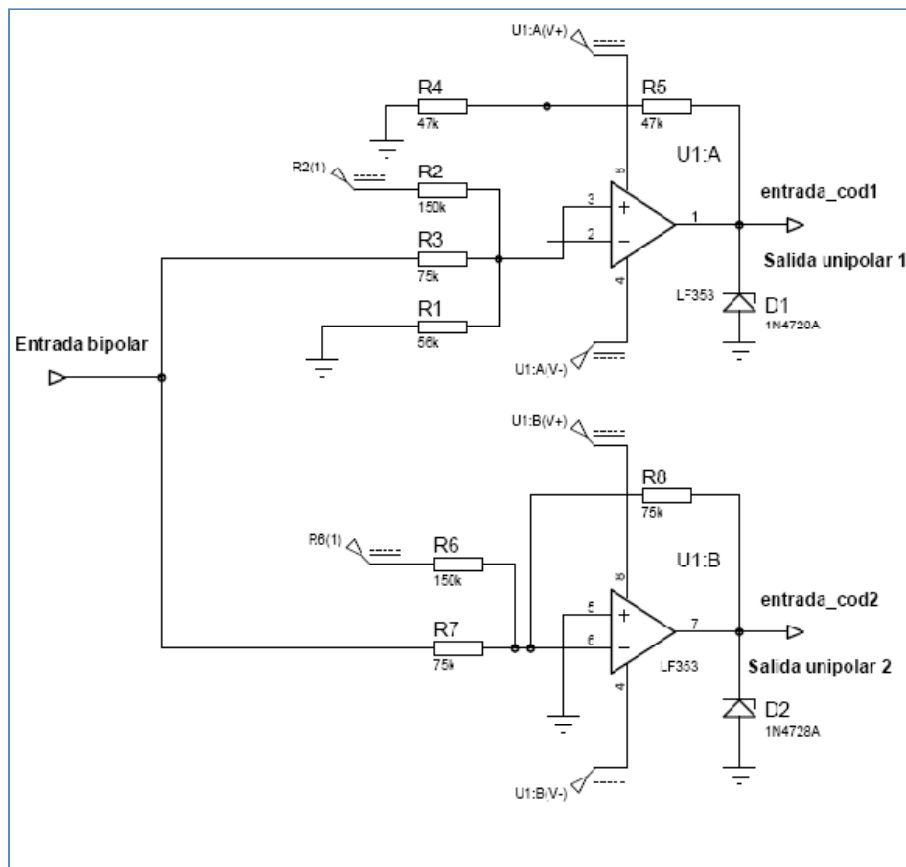 U1:A(V+)
R4
47k
R5
47k
U1:A
R2(1)
R2
150k
8
3
2
1
4
entrada_cod1
R3
75k
Salida unipolar 1
LF353
D1
1N4728A
R1
56k
Entrada bipolar
U1:A(V-)
U1:B(V+)
R8
75k
R6(1)
R6
150k
U1:B
8
5
6
7
4
entrada_cod2
R7
75k
LF353
Salida unipolar 2
D2
1N4728A
U1:B(V-)